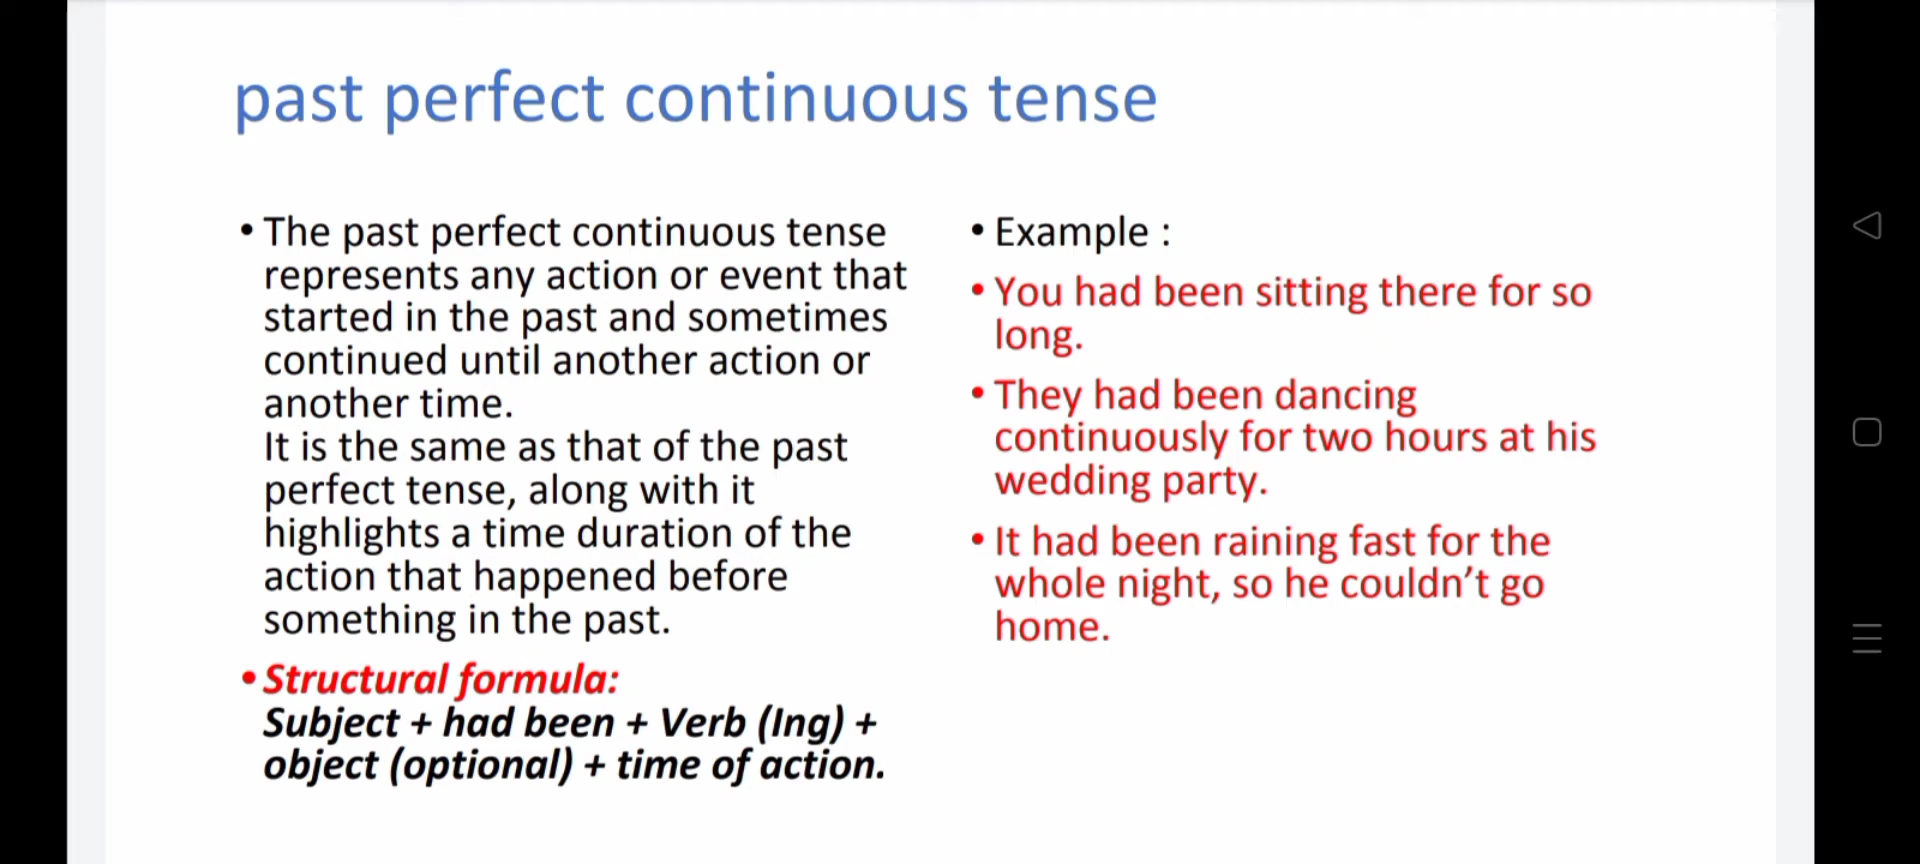 past perfect continuous tense
• The past perfect continuous tense
represents any action or event that
started in the past and sometimes
continued until another action or
another time.
It is the same as that of the past
perfect tense, along with it
highlights a time duration of the
action that happened before
something in the past.
• Structural formula:
Subject + had been + Verb (Ing) +
object (optional) + time of action.
• Example :
• You had been sitting there for so
long.
• They had been dancing
continuously for two hours at his
wedding party.
• It had been raining fast for the
whole night, so he couldn’t go
home.